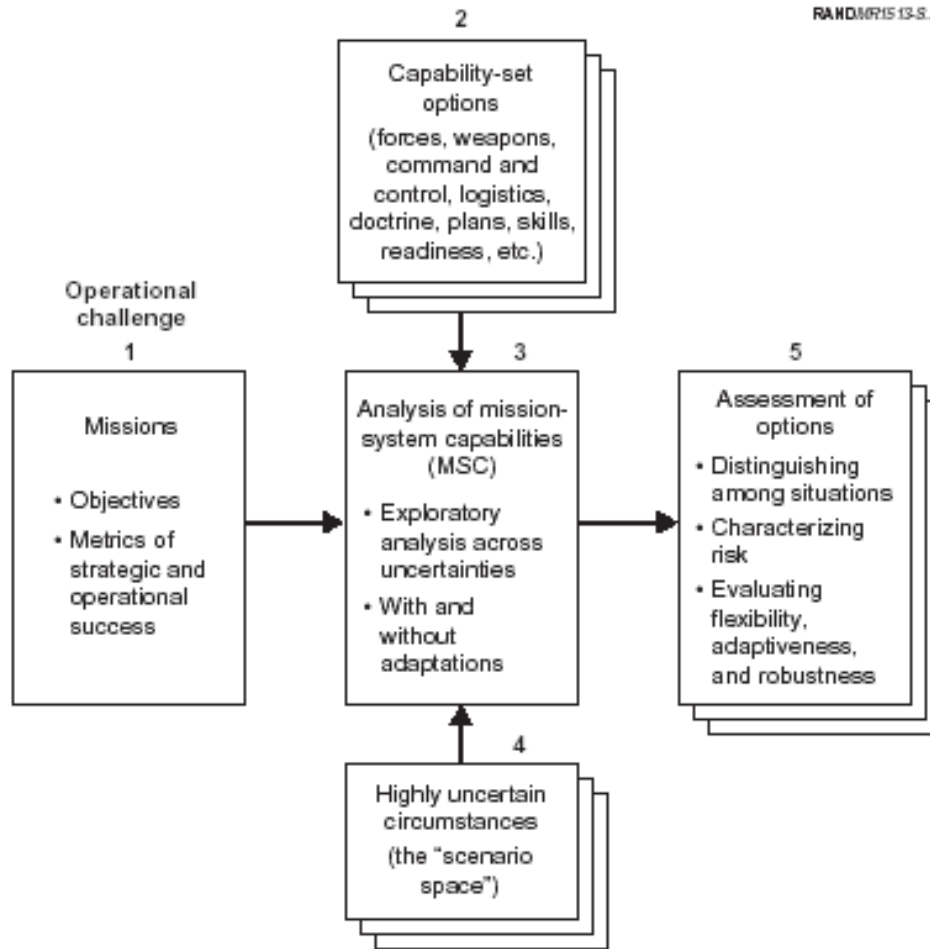 RANDMR1513-S.
2
Capability-set
options
(forces, weapons,
command and
control, logistics,
doctrine, plans, skills,
readiness, etc.)
Operational
challenge
1
Missions
• Objectives
• Metrics of
strategic and
operational
success
3
Analysis of mission-
system capabilities
(MSC)
• Exploratory
analysis across
uncertainties
• With and
without
adaptations
5
Assessment of
options
• Distinguishing
among situations
• Characterizing
risk
• Evaluating
flexibility,
adaptiveness,
and robustness
4
Highly uncertain
circumstances
(the “scenario
space”)